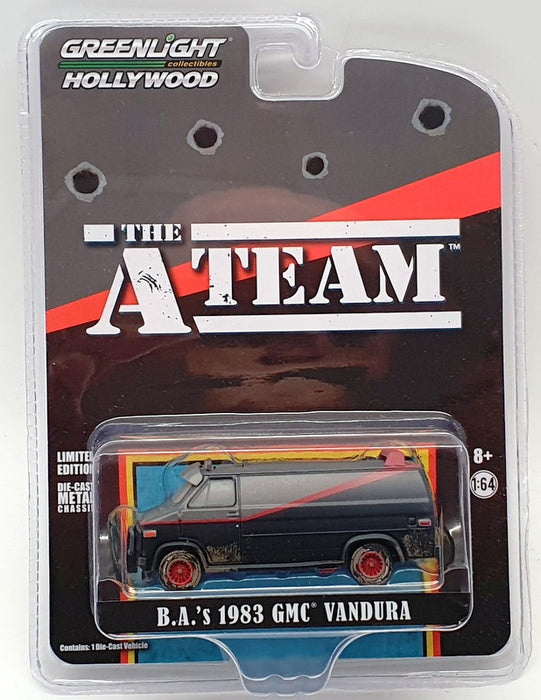 GREENLiGHT
collectibles
HOLLYWOOD
THE
A TEAM™
LIMITED
EDITION
8+
DIE-CAST
METAL
CHASSIS
1:64
B.A.'s 1983 GMC® VANDURA
Contains: 1 Die-Cast Vehicle